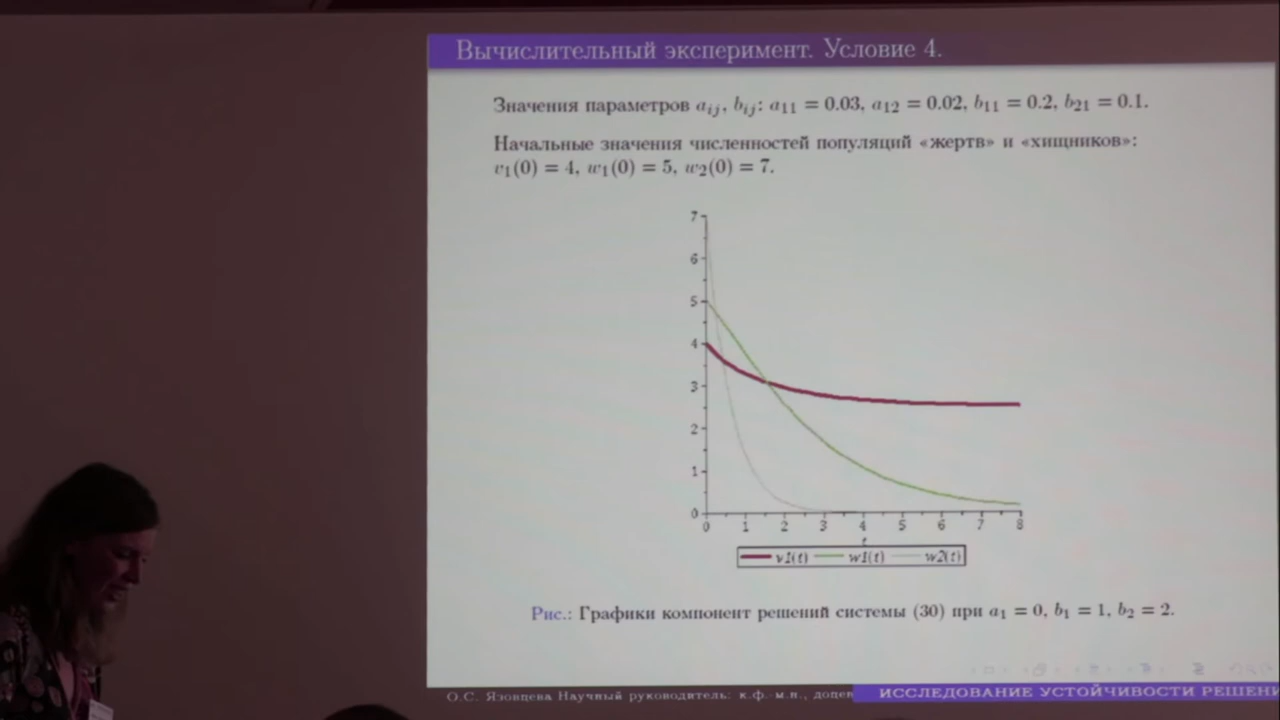 Вычислительный эксперимент. Условие 4.
Значения параметров a_{ij}, b_{ij}: a_{11} = 0.03, a_{12} = 0.02, b_{11} = 0.2, b_{21} = 0.1.
Начальные значения численностей популяций «жертв» и «хищников»:
v_1(0) = 4, w_1(0) = 5, w_2(0) = 7.
7
6
5
4
3
2
1
0
0 1 2 3 4 5 6 7 8
t
v1(t) w1(t) w2(t)
Рис.: Графики компонент решений системы (30) при a_1 = 0, b_1 = 1, b_2 = 2.
О.С. Язовцева Научный руководитель: к.ф.-м.н., доцен
ИССЛЕДОВАНИЕ УСТОЙЧИВОСТИ РЕШЕНИ